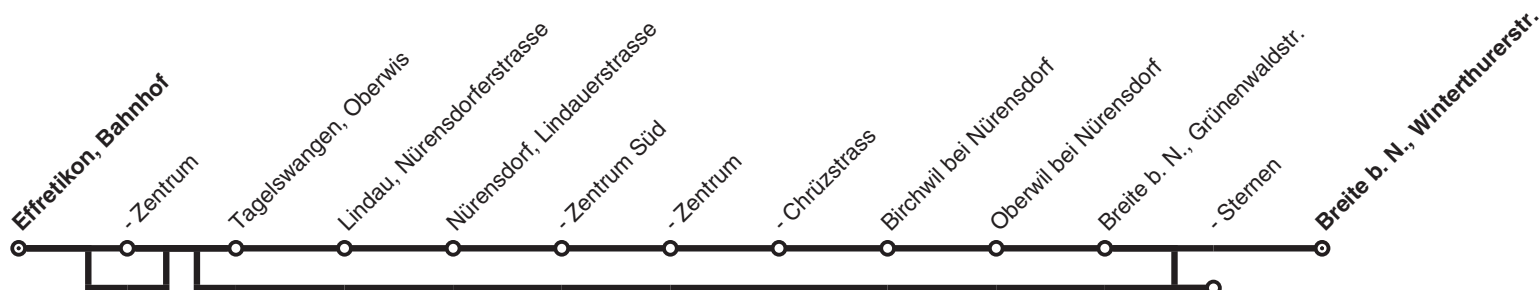 Effretikon, Bahnhof
- Zentrum
Tagelswangen, Oberwis
Lindau, Nürensdorferstrasse
Nürensdorf, Lindauerstrasse
- Zentrum Süd
- Zentrum
- Chrüzstrass
Birchwil bei Nürensdorf
Oberwil bei Nürensdorf
Breite b. N., Grünenwaldstr.
- Sternen
Breite b. N., Winterthurerstr.